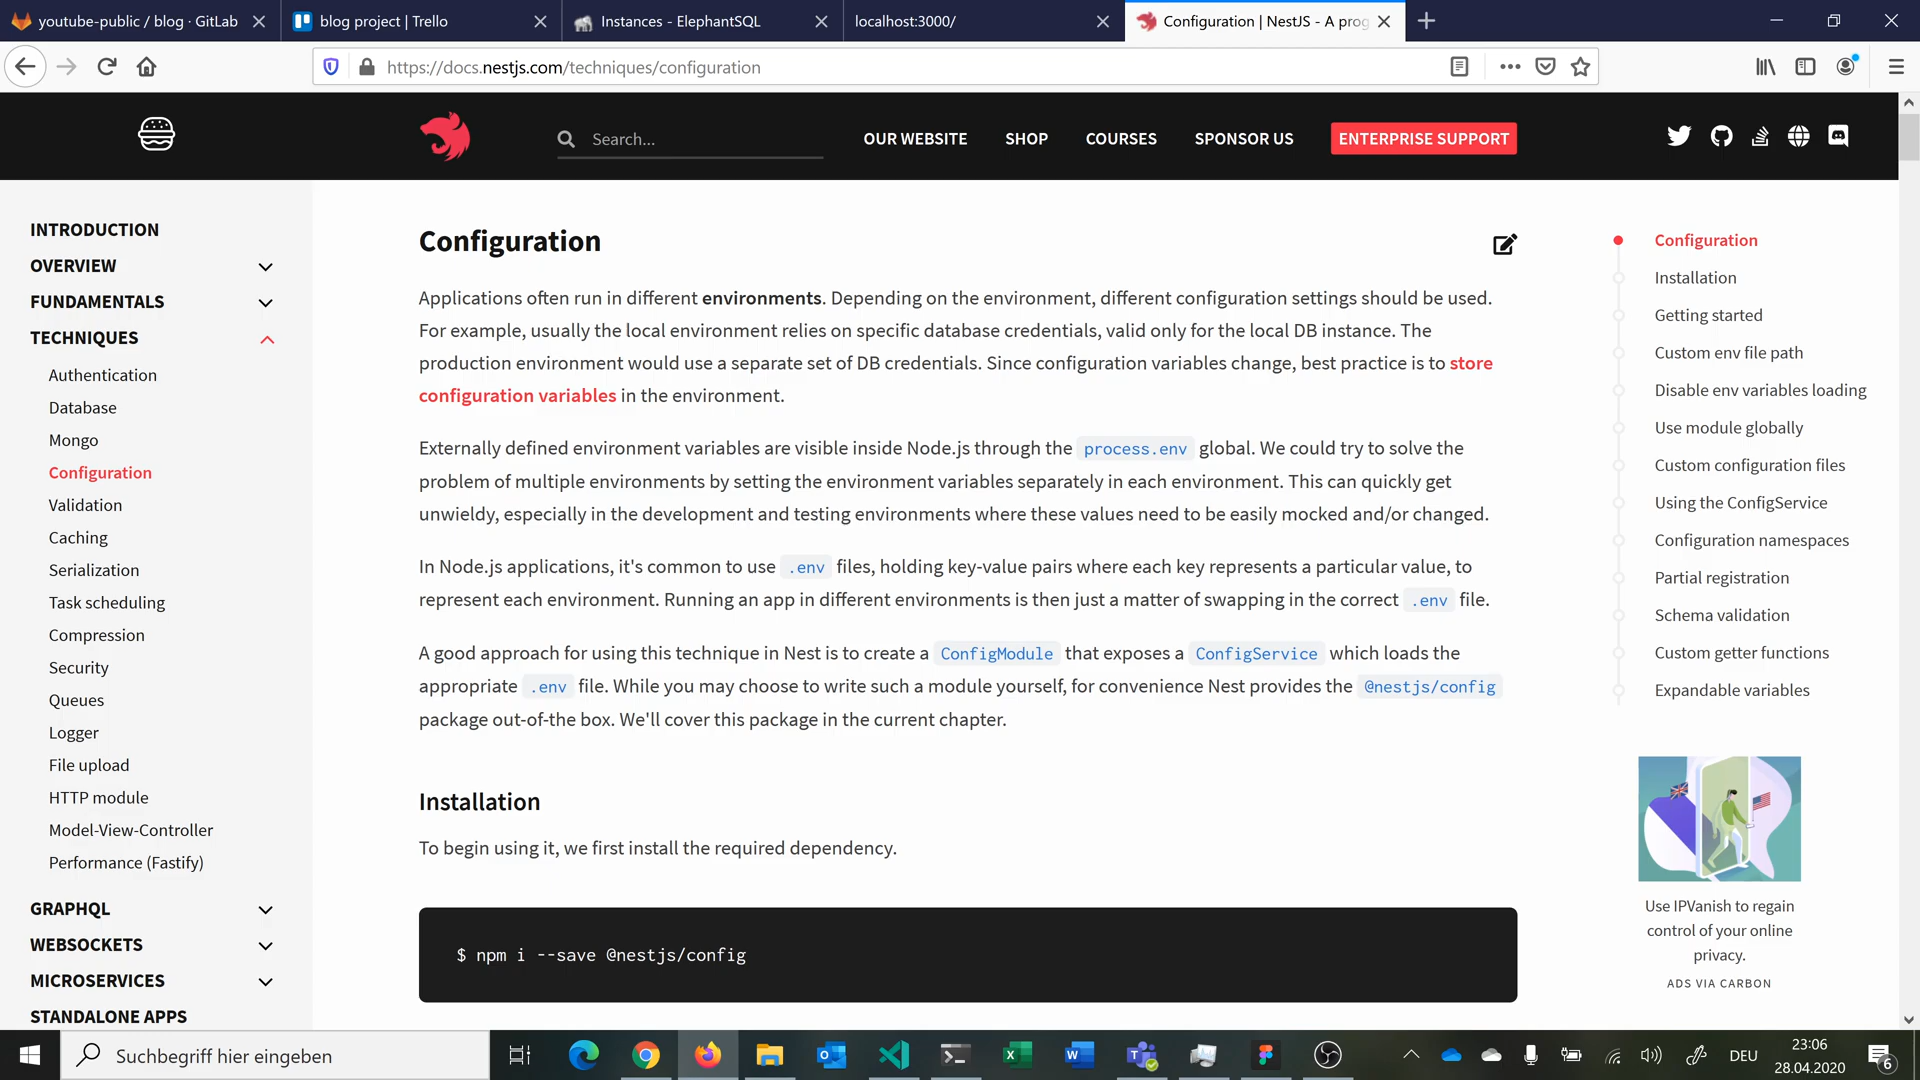 youtube-public / blog · GitLab
blog project | Trello
Instances - ElephantSQL
localhost:3000/
Configuration | NestJS - A prog
https://docs.nestjs.com/techniques/configuration
Search...
OUR WEBSITE
SHOP
COURSES
SPONSOR US
ENTERPRISE SUPPORT
INTRODUCTION
OVERVIEW
FUNDAMENTALS
TECHNIQUES
Authentication
Database
Mongo
Configuration
Validation
Caching
Serialization
Task scheduling
Compression
Security
Queues
Logger
File upload
HTTP module
Model-View-Controller
Performance (Fastify)
GRAPHQL
WEBSOCKETS
MICROSERVICES
STANDALONE APPS
Configuration
Applications often run in different environments. Depending on the environment, different configuration settings should be used.
For example, usually the local environment relies on specific database credentials, valid only for the local DB instance. The
production environment would use a separate set of DB credentials. Since configuration variables change, best practice is to store
configuration variables in the environment.
Externally defined environment variables are visible inside Node.js through the process.env global. We could try to solve the
problem of multiple environments by setting the environment variables separately in each environment. This can quickly get
unwieldy, especially in the development and testing environments where these values need to be easily mocked and/or changed.
In Node.js applications, it's common to use .env files, holding key-value pairs where each key represents a particular value, to
represent each environment. Running an app in different environments is then just a matter of swapping in the correct .env file.
A good approach for using this technique in Nest is to create a ConfigModule that exposes a ConfigService which loads the
appropriate .env file. While you may choose to write such a module yourself, for convenience Nest provides the @nestjs/config
package out-of-the box. We'll cover this package in the current chapter.
Installation
To begin using it, we first install the required dependency.
$ npm i --save @nestjs/config
Configuration
Installation
Getting started
Custom env file path
Disable env variables loading
Use module globally
Custom configuration files
Using the ConfigService
Configuration namespaces
Partial registration
Schema validation
Custom getter functions
Expandable variables
Use IPVanish to regain
control of your online
privacy.
ADS VIA CARBON
Suchbegriff hier eingeben
DEU
23:06
28.04.2020
6